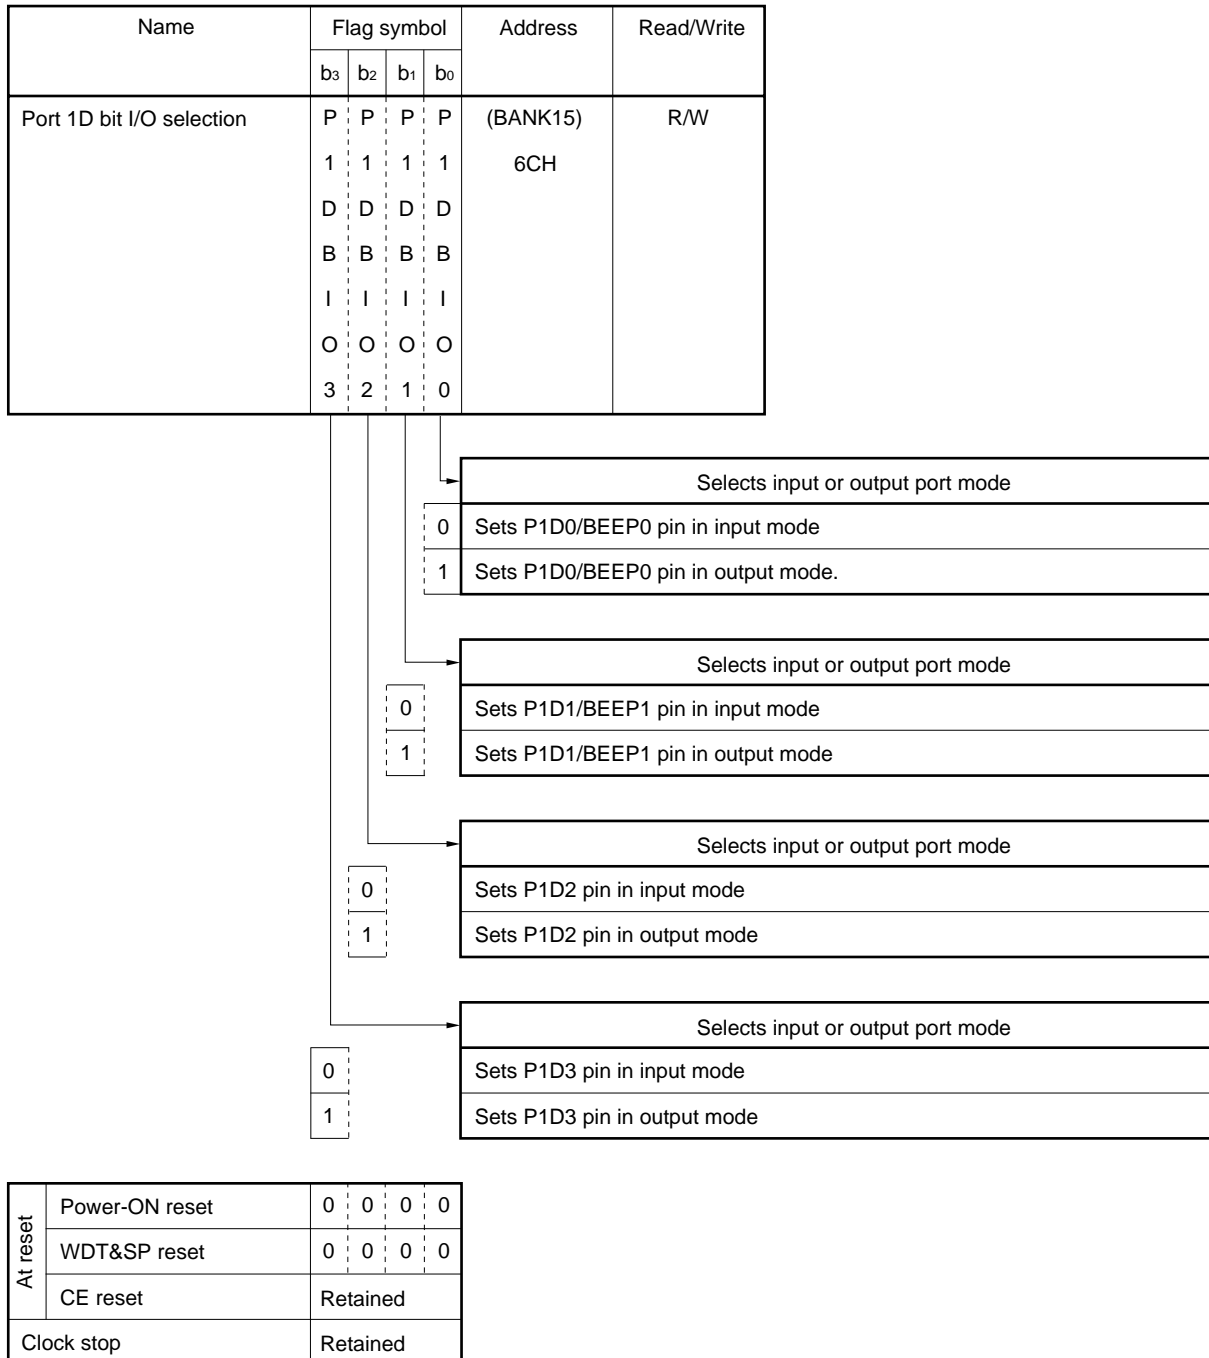 Name Flag symbol Address Read/Write
b3 b2 b1 b0
Port 1D bit I/O selection P P P P (BANK15) R/W
1 1 1 1 6CH
D D D D
B B B B
I I I I
O O O O
3 2 1 0
Selects input or output port mode
0 Sets P1D0/BEEP0 pin in input mode
1 Sets P1D0/BEEP0 pin in output mode.
Selects input or output port mode
0 Sets P1D1/BEEP1 pin in input mode
1 Sets P1D1/BEEP1 pin in output mode
Selects input or output port mode
0 Sets P1D2 pin in input mode
1 Sets P1D2 pin in output mode
Selects input or output port mode
0 Sets P1D3 pin in input mode
1 Sets P1D3 pin in output mode
At reset
Power-ON reset 0 0 0 0
WDT&SP reset 0 0 0 0
CE reset Retained
Clock stop Retained